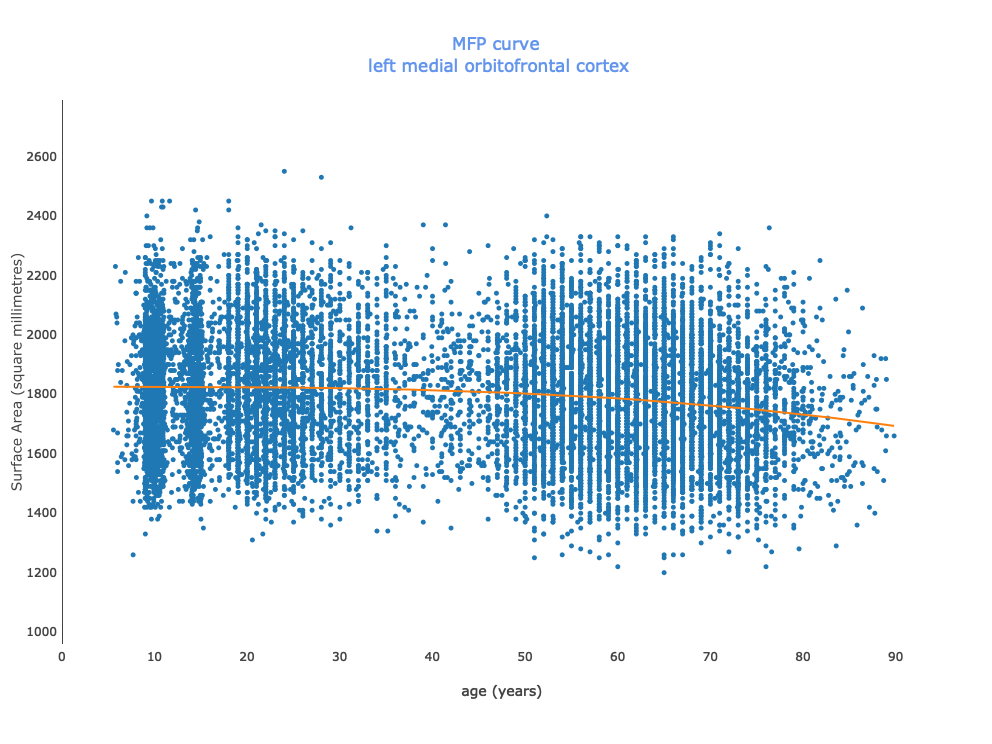 MFP curve
left medial orbitofrontal cortex
Surface Area (square millimetres)
2600
2400
2200
2000
1800
1600
1400
1200
1000
0 10 20 30 40 50 60 70 80 90
age (years)